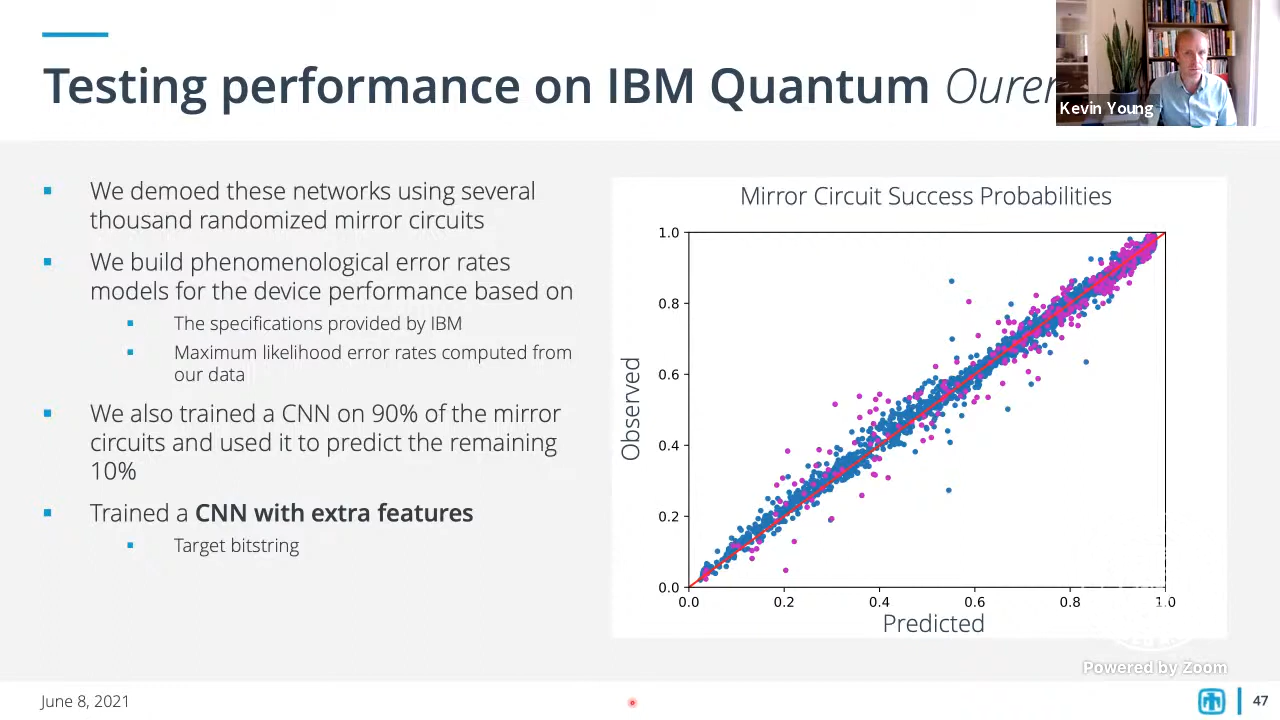 Testing performance on IBM Quantum Ouren
Kevin Young
We demoed these networks using several
thousand randomized mirror circuits
We build phenomenological error rates
models for the device performance based on
The specifications provided by IBM
Maximum likelihood error rates computed from
our data
We also trained a CNN on 90% of the mirror
circuits and used it to predict the remaining
10%
Trained a CNN with extra features
Target bitstring
Mirror Circuit Success Probabilities
Observed
1.0
0.8
0.6
0.4
0.2
0.0
0.0 0.2 0.4 0.6 0.8 1.0
Predicted
Powered by Zoom
June 8, 2021
47